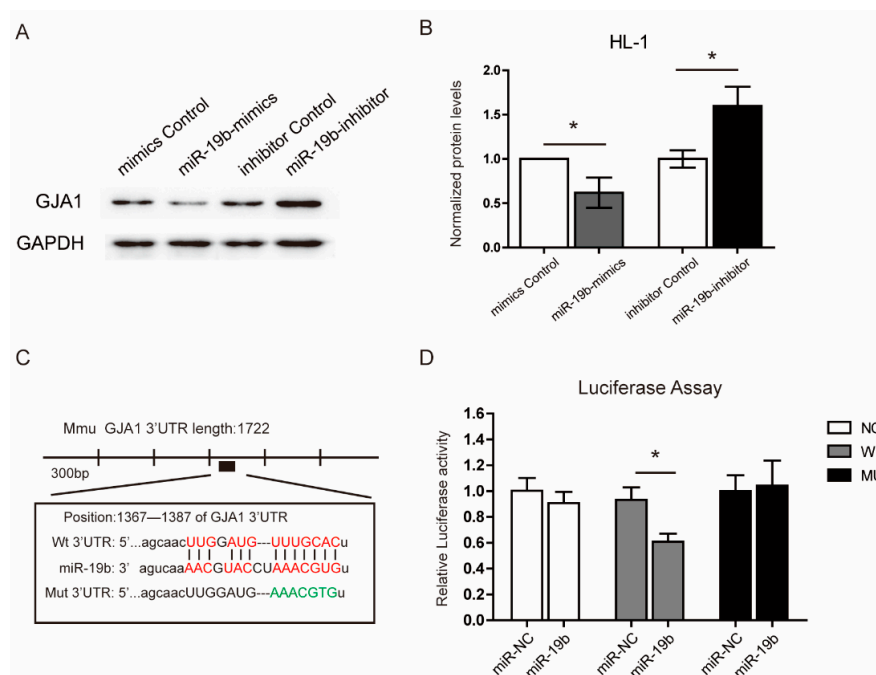 A
mimics Control
miR-19b-mimics
inhibitor Control
miR-19b-inhibitor
GJA1
GAPDH
B
HL-1
Normalized protein levels
2.0
1.5
1.0
0.5
0.0
*
*
mimics Control
miR-19b-mimics
inhibitor Control
miR-19b-inhibitor
C
Mmu GJA1 3'UTR length:1722
300bp
Position:1367—1387 of GJA1 3'UTR
Wt 3'UTR: 5'...agcaacUUGGAUG---UUUGCACu
miR-19b: 3' agucaaAACGUACCUAAACGUGu
Mut 3'UTR: 5'...agcaacUUGGAUG---AAACGTGu
D
Luciferase Assay
Relative Luciferase activity
1.6
1.4
1.2
1.0
0.8
0.6
0.4
0.2
0.0
*
miR-NC
miR-19b
miR-NC
miR-19b
miR-NC
miR-19b